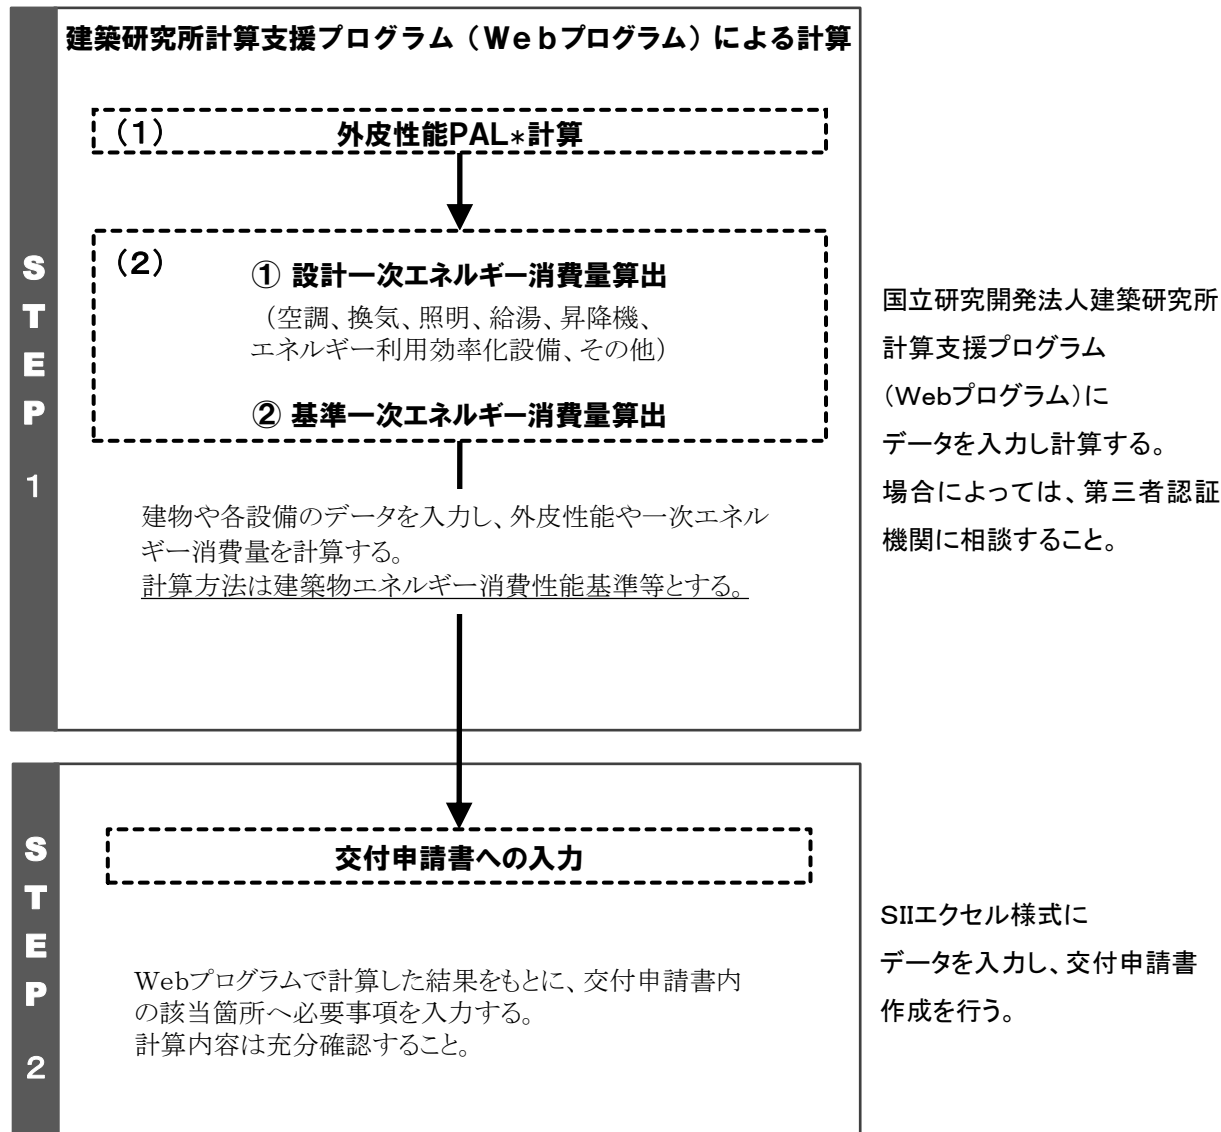 建築研究所計算支援プログラム（Ｗｅｂプログラム）による計算
（1） 外皮性能PAL*計算
（2）
① 設計一次エネルギー消費量算出
（空調、換気、照明、給湯、昇降機、
エネルギー利用効率化設備、その他）
② 基準一次エネルギー消費量算出
建物や各設備のデータを入力し、外皮性能や一次エネル
ギー消費量を計算する。
計算方法は建築物エネルギー消費性能基準等とする。
S
T
E
P
1
国立研究開発法人建築研究所
計算支援プログラム
（Webプログラム）に
データを入力し計算する。
場合によっては、第三者認証
機関に相談すること。
交付申請書への入力
Webプログラムで計算した結果をもとに、交付申請書内
の該当箇所へ必要事項を入力する。
計算内容は充分確認すること。
S
T
E
P
2
SIIエクセル様式に
データを入力し、交付申請書
作成を行う。